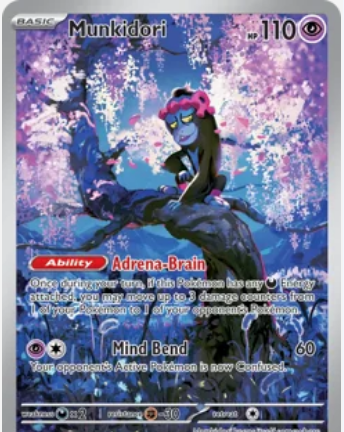 BASIC
Munkidori
HP 110
Ability Adrena-Brain
Once during your turn, if this Pokémon has any Energy
attached, you may move up to 3 damage counters from
1 of your Pokémon to 1 of your opponent's Pokémon.
Mind Bend 60
Your opponent's Active Pokémon is now Confused.
weakness ×2 resistance -30 retreat